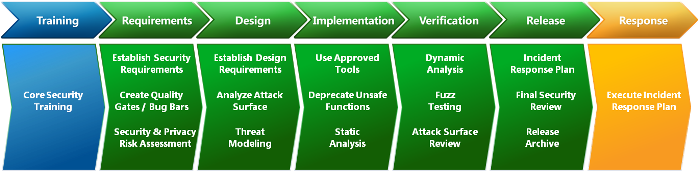 Training
Requirements
Design
Implementation
Verification
Release
Response
Core Security
Training
Establish Security
Requirements
Create Quality
Gates / Bug Bars
Security & Privacy
Risk Assessment
Establish Design
Requirements
Analyze Attack
Surface
Threat
Modeling
Use Approved
Tools
Deprecate Unsafe
Functions
Static
Analysis
Dynamic
Analysis
Fuzz
Testing
Attack Surface
Review
Incident
Response Plan
Final Security
Review
Release
Archive
Execute Incident
Response Plan